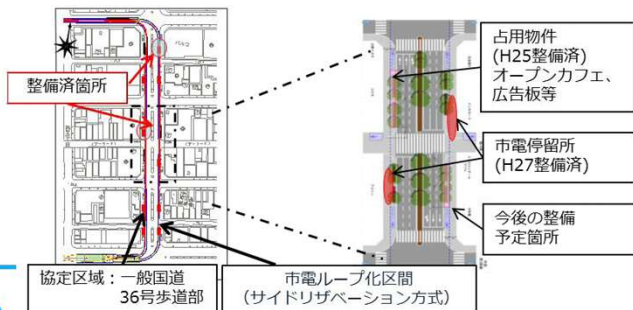 整備済箇所
協定区域：一般国道
36号歩道部
市電ループ化区間
（サイドリザベーション方式）
占用物件
(H25整備済)
オープンカフェ、
広告板等
市電停留所
(H27整備済)
今後の整備
予定箇所